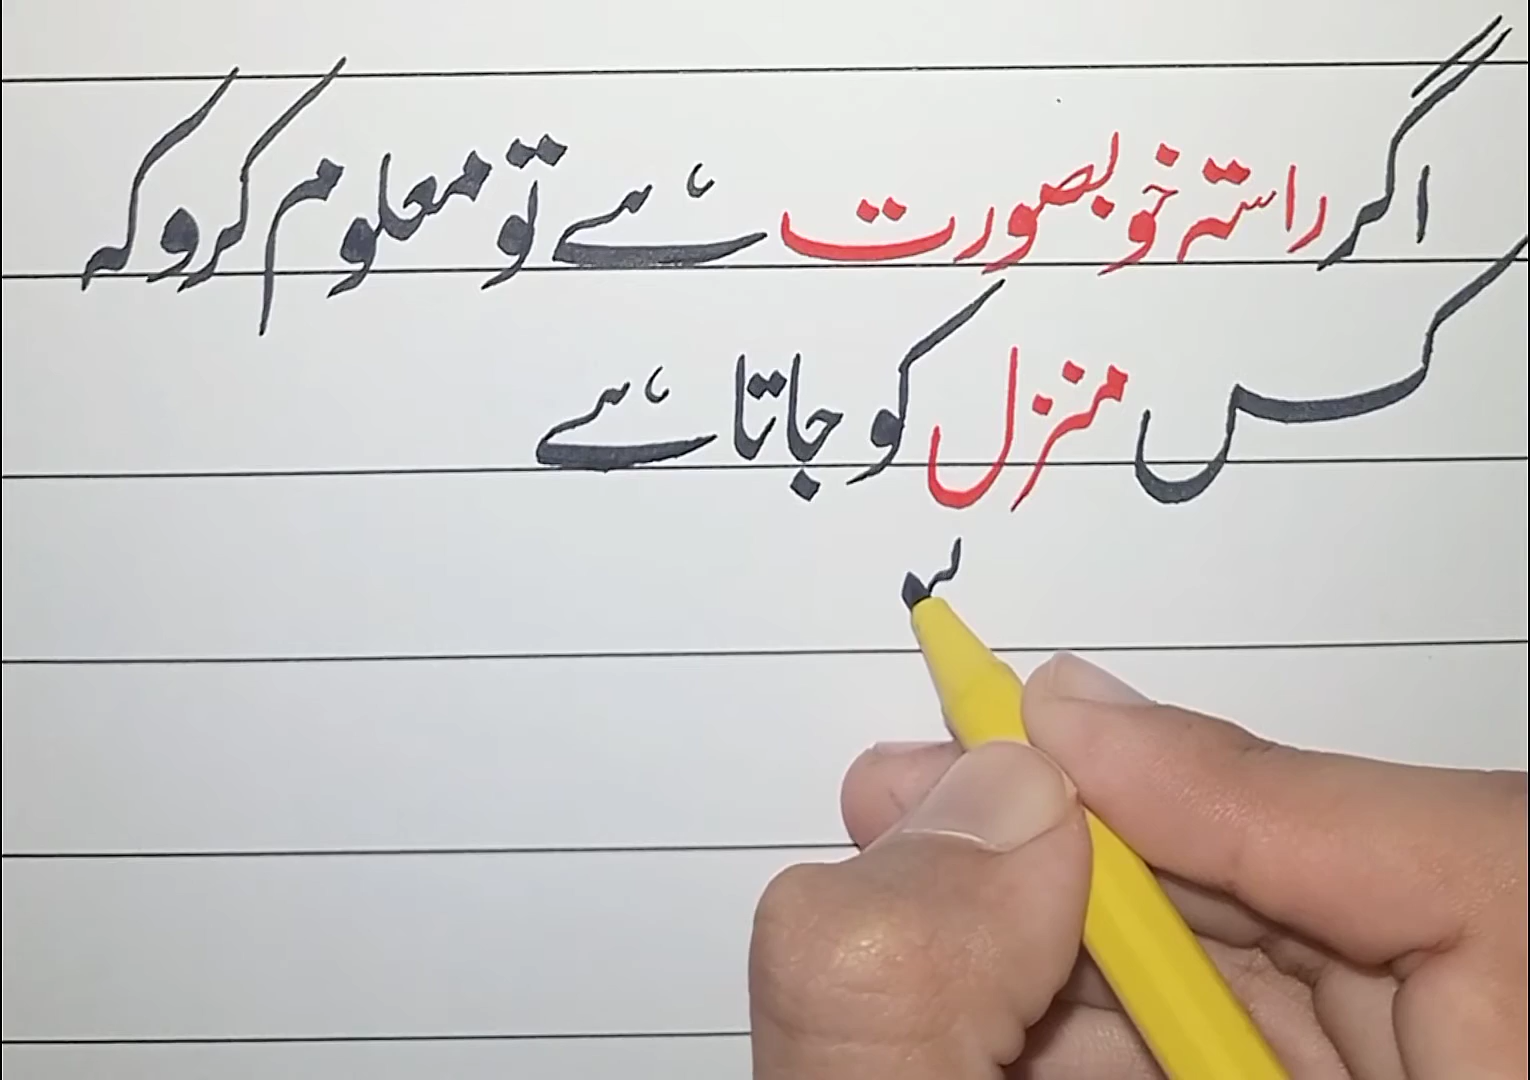 اگر راستہ خوبصورت ہے تو معلوم کرو کہ
کس منزل کو جاتا ہے